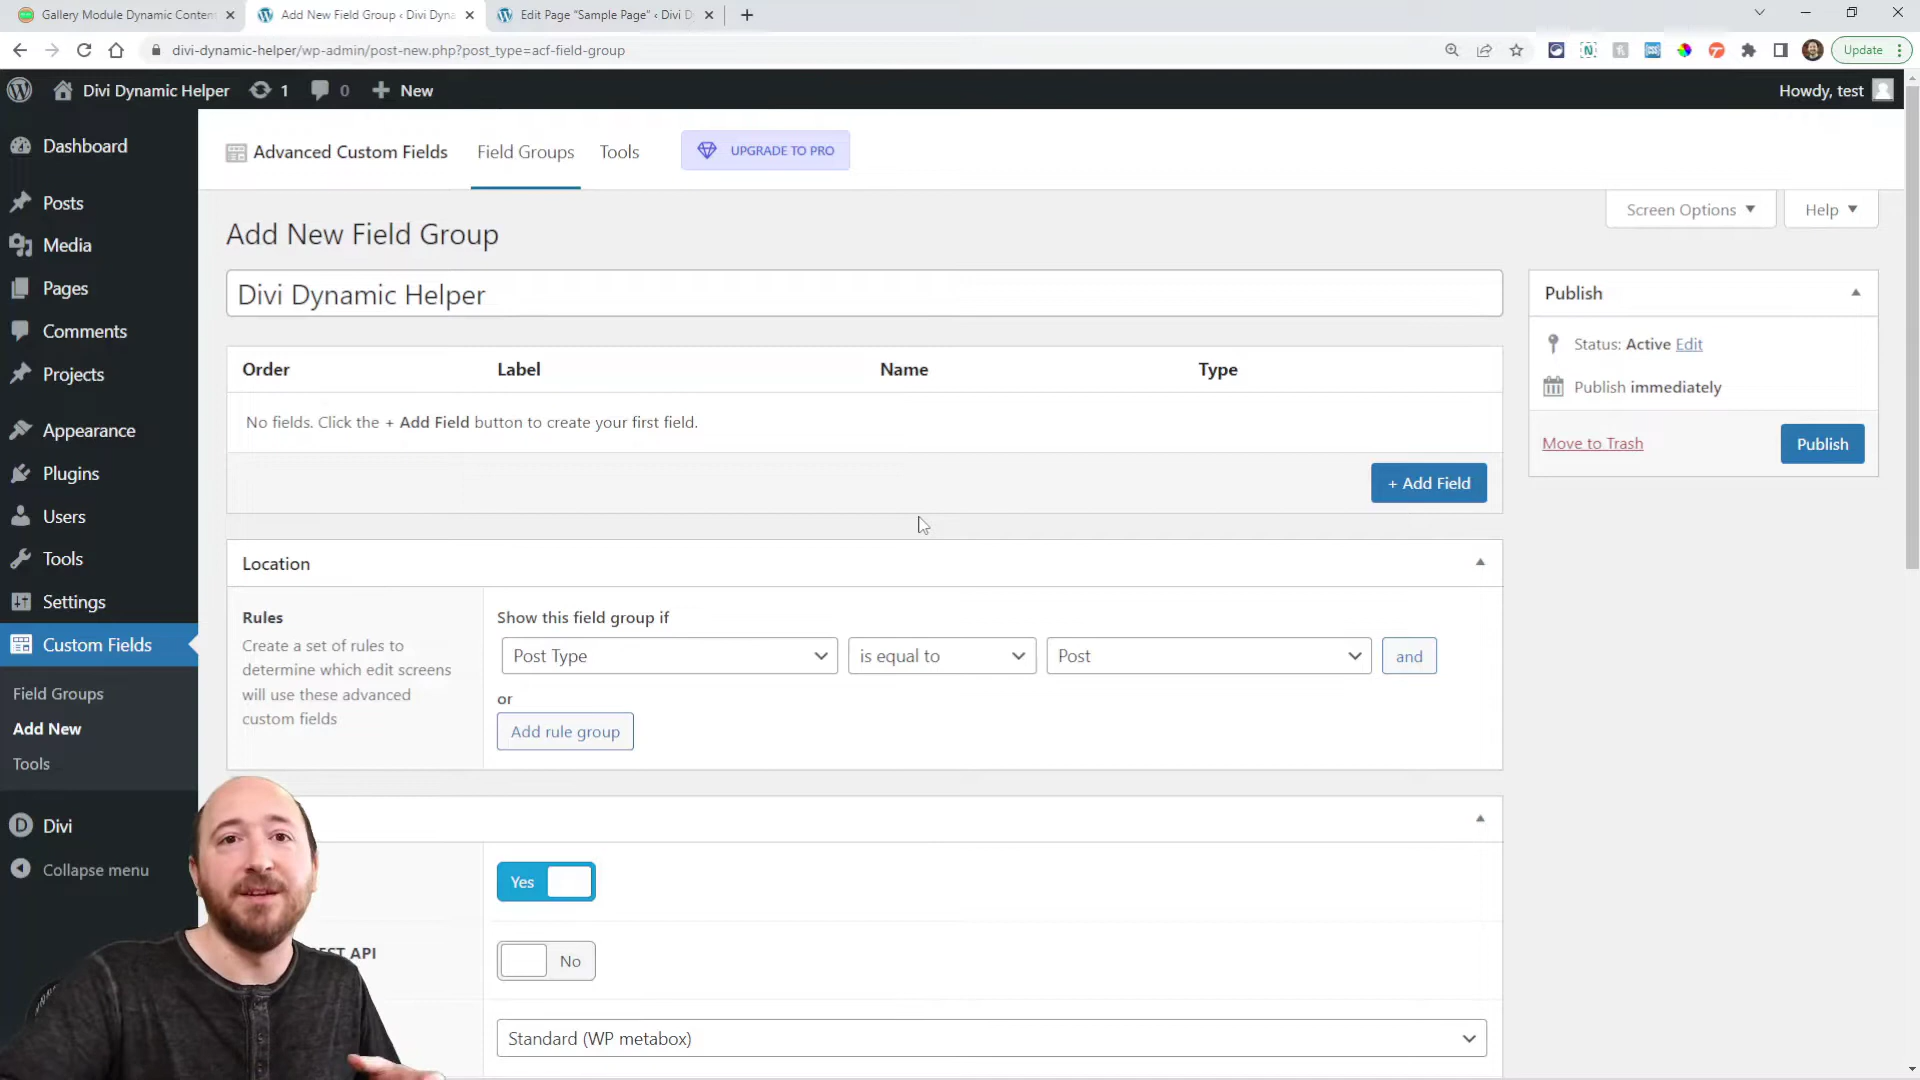 Gallery Module Dynamic Conten
Add New Field Group ‹ Divi Dyna
Edit Page “Sample Page” ‹ Divi D
divi-dynamic-helper/wp-admin/post-new.php?post_type=acf-field-group
Update
Divi Dynamic Helper
1
0
New
Howdy, test
Dashboard
Posts
Media
Pages
Comments
Projects
Appearance
Plugins
Users
Tools
Settings
Custom Fields
Field Groups
Add New
Tools
Divi
Collapse menu
Advanced Custom Fields
Field Groups
Tools
UPGRADE TO PRO
Screen Options
Help
Add New Field Group
Divi Dynamic Helper
Order Label Name Type
No fields. Click the + Add Field button to create your first field.
+ Add Field
Publish
Status: Active Edit
Publish immediately
Move to Trash
Publish
Location
Rules
Create a set of rules to
determine which edit screens
will use these advanced
custom fields
Show this field group if
Post Type
is equal to
Post
and
or
Add rule group
Yes
API
No
Standard (WP metabox)